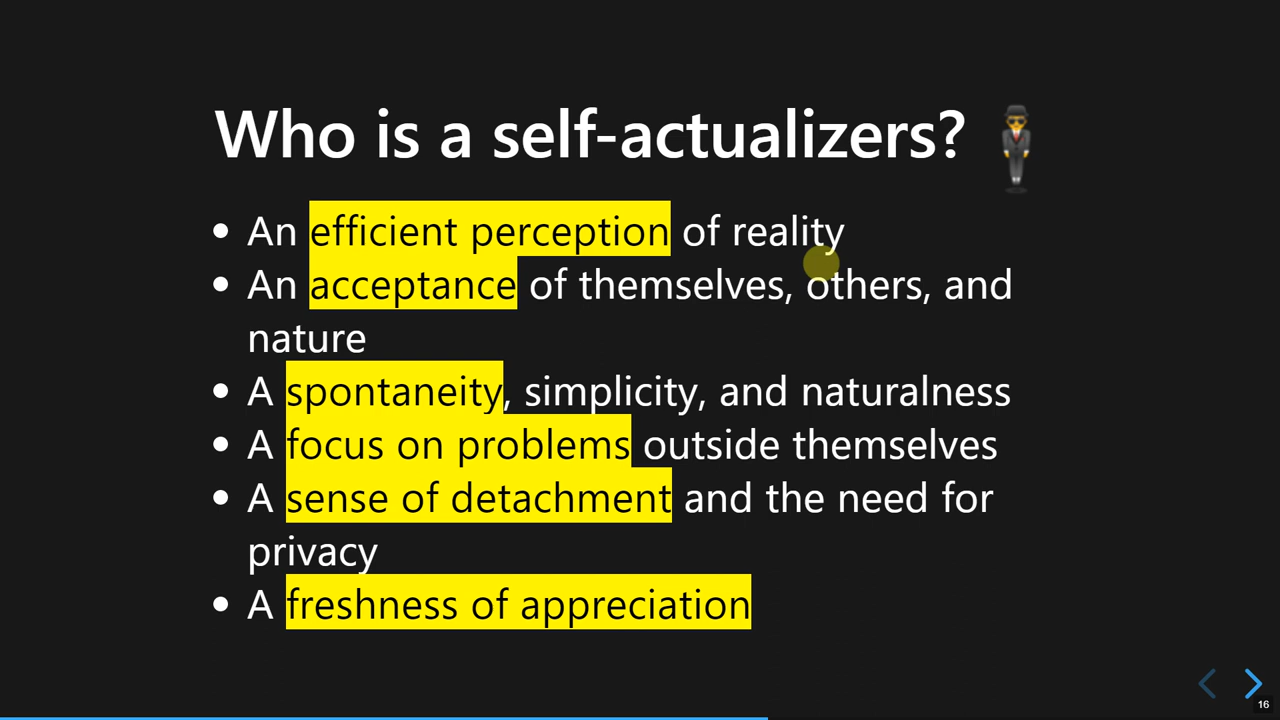 Who is a self-actualizers?
• An efficient perception of reality
• An acceptance of themselves, others, and
nature
• A spontaneity, simplicity, and naturalness
• A focus on problems outside themselves
• A sense of detachment and the need for
privacy
• A freshness of appreciation
16